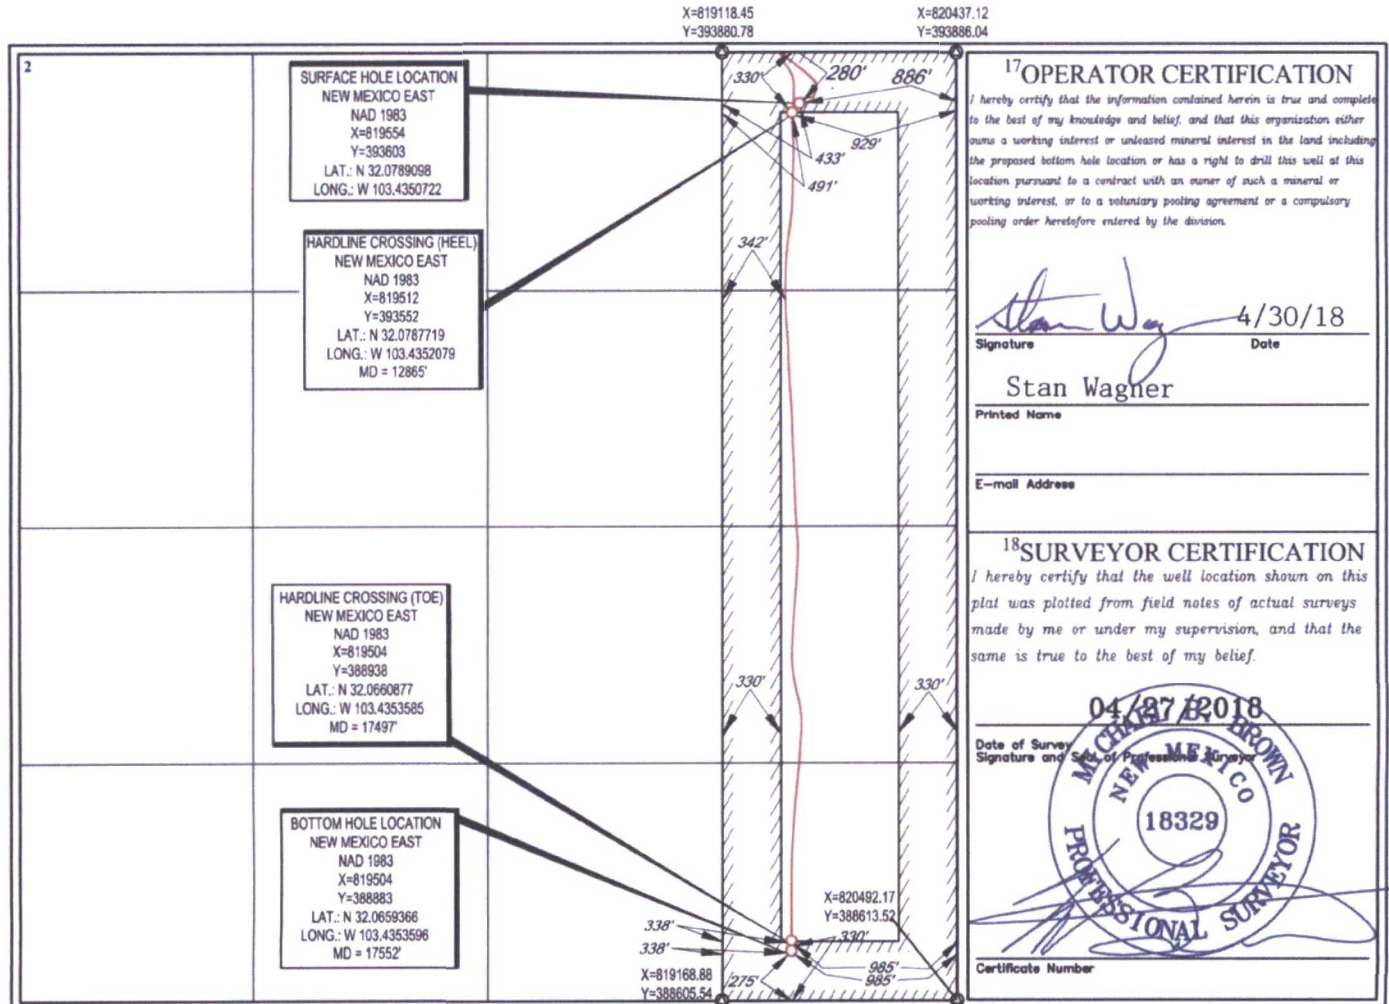 X=819118.45
Y=393880.78
X=820437.12
Y=393886.04
2
SURFACE HOLE LOCATION
NEW MEXICO EAST
NAD 1983
X=819554
Y=393603
LAT.: N 32.0789098
LONG.: W 103.4350722
HARDLINE CROSSING (HEEL)
NEW MEXICO EAST
NAD 1983
X=819512
Y=393552
LAT.: N 32.0787719
LONG.: W 103.4352079
MD = 12865'
HARDLINE CROSSING (TOE)
NEW MEXICO EAST
NAD 1983
X=819504
Y=388938
LAT.: N 32.0660877
LONG.: W 103.4353585
MD = 17497'
BOTTOM HOLE LOCATION
NEW MEXICO EAST
NAD 1983
X=819504
Y=388883
LAT.: N 32.0659366
LONG.: W 103.4353596
MD = 17552'
330'
280'
886'
929'
433'
491'
342'
330'
330'
X=820492.17
Y=388613.52
338'
330'
338'
985'
985'
275'
X=819168.88
Y=388605.54
17 OPERATOR CERTIFICATION
I hereby certify that the information contained herein is true and complete
to the best of my knowledge and belief, and that this organization either
owns a working interest or unleased mineral interest in the land including
the proposed bottom hole location or has a right to drill this well at this
location pursuant to a contract with an owner of such a mineral or
working interest, or to a voluntary pooling agreement or a compulsory
pooling order heretofore entered by the division.
Stan Wag 4/30/18
Signature Date
Stan Wagner
Printed Name
E-mail Address
18 SURVEYOR CERTIFICATION
I hereby certify that the well location shown on this
plat was plotted from field notes of actual surveys
made by me or under my supervision, and that the
same is true to the best of my belief.
04/27/2018
Date of Survey
Signature and Seal of Professional Surveyor
MICHAEL B. BROWN
NEW MEXICO
18329
PROFESSIONAL SURVEYOR
Certificate Number